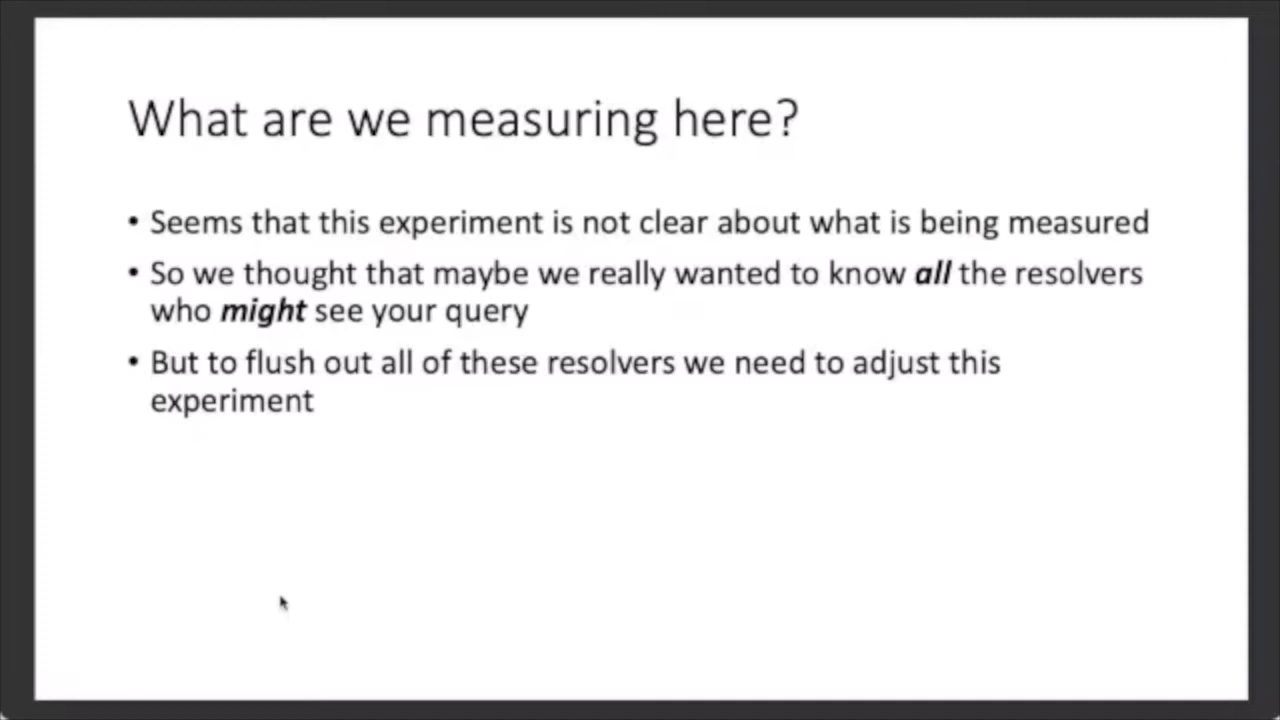 What are we measuring here?
• Seems that this experiment is not clear about what is being measured
• So we thought that maybe we really wanted to know all the resolvers
who might see your query
• But to flush out all of these resolvers we need to adjust this
experiment